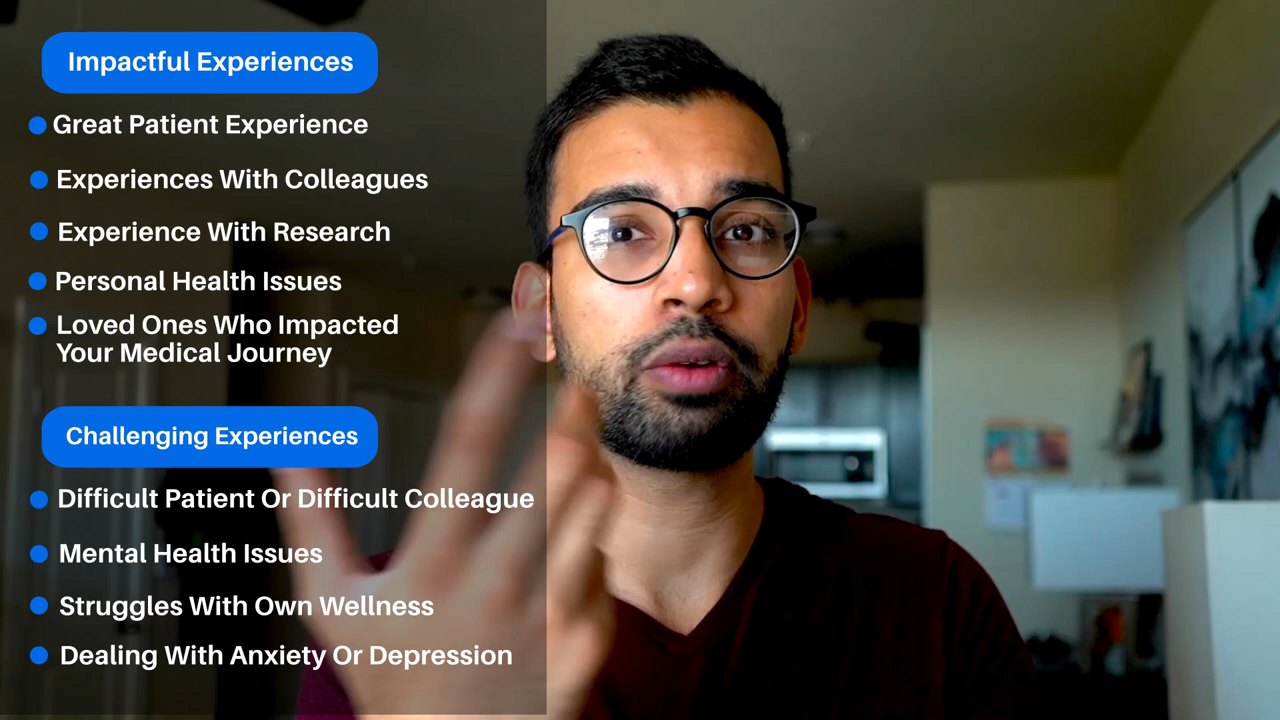 Impactful Experiences
Great Patient Experience
Experiences With Colleagues
Experience With Research
Personal Health Issues
Loved Ones Who Impacted
Your Medical Journey
Challenging Experiences
Difficult Patient Or Difficult Colleague
Mental Health Issues
Struggles With Own Wellness
Dealing With Anxiety Or Depression